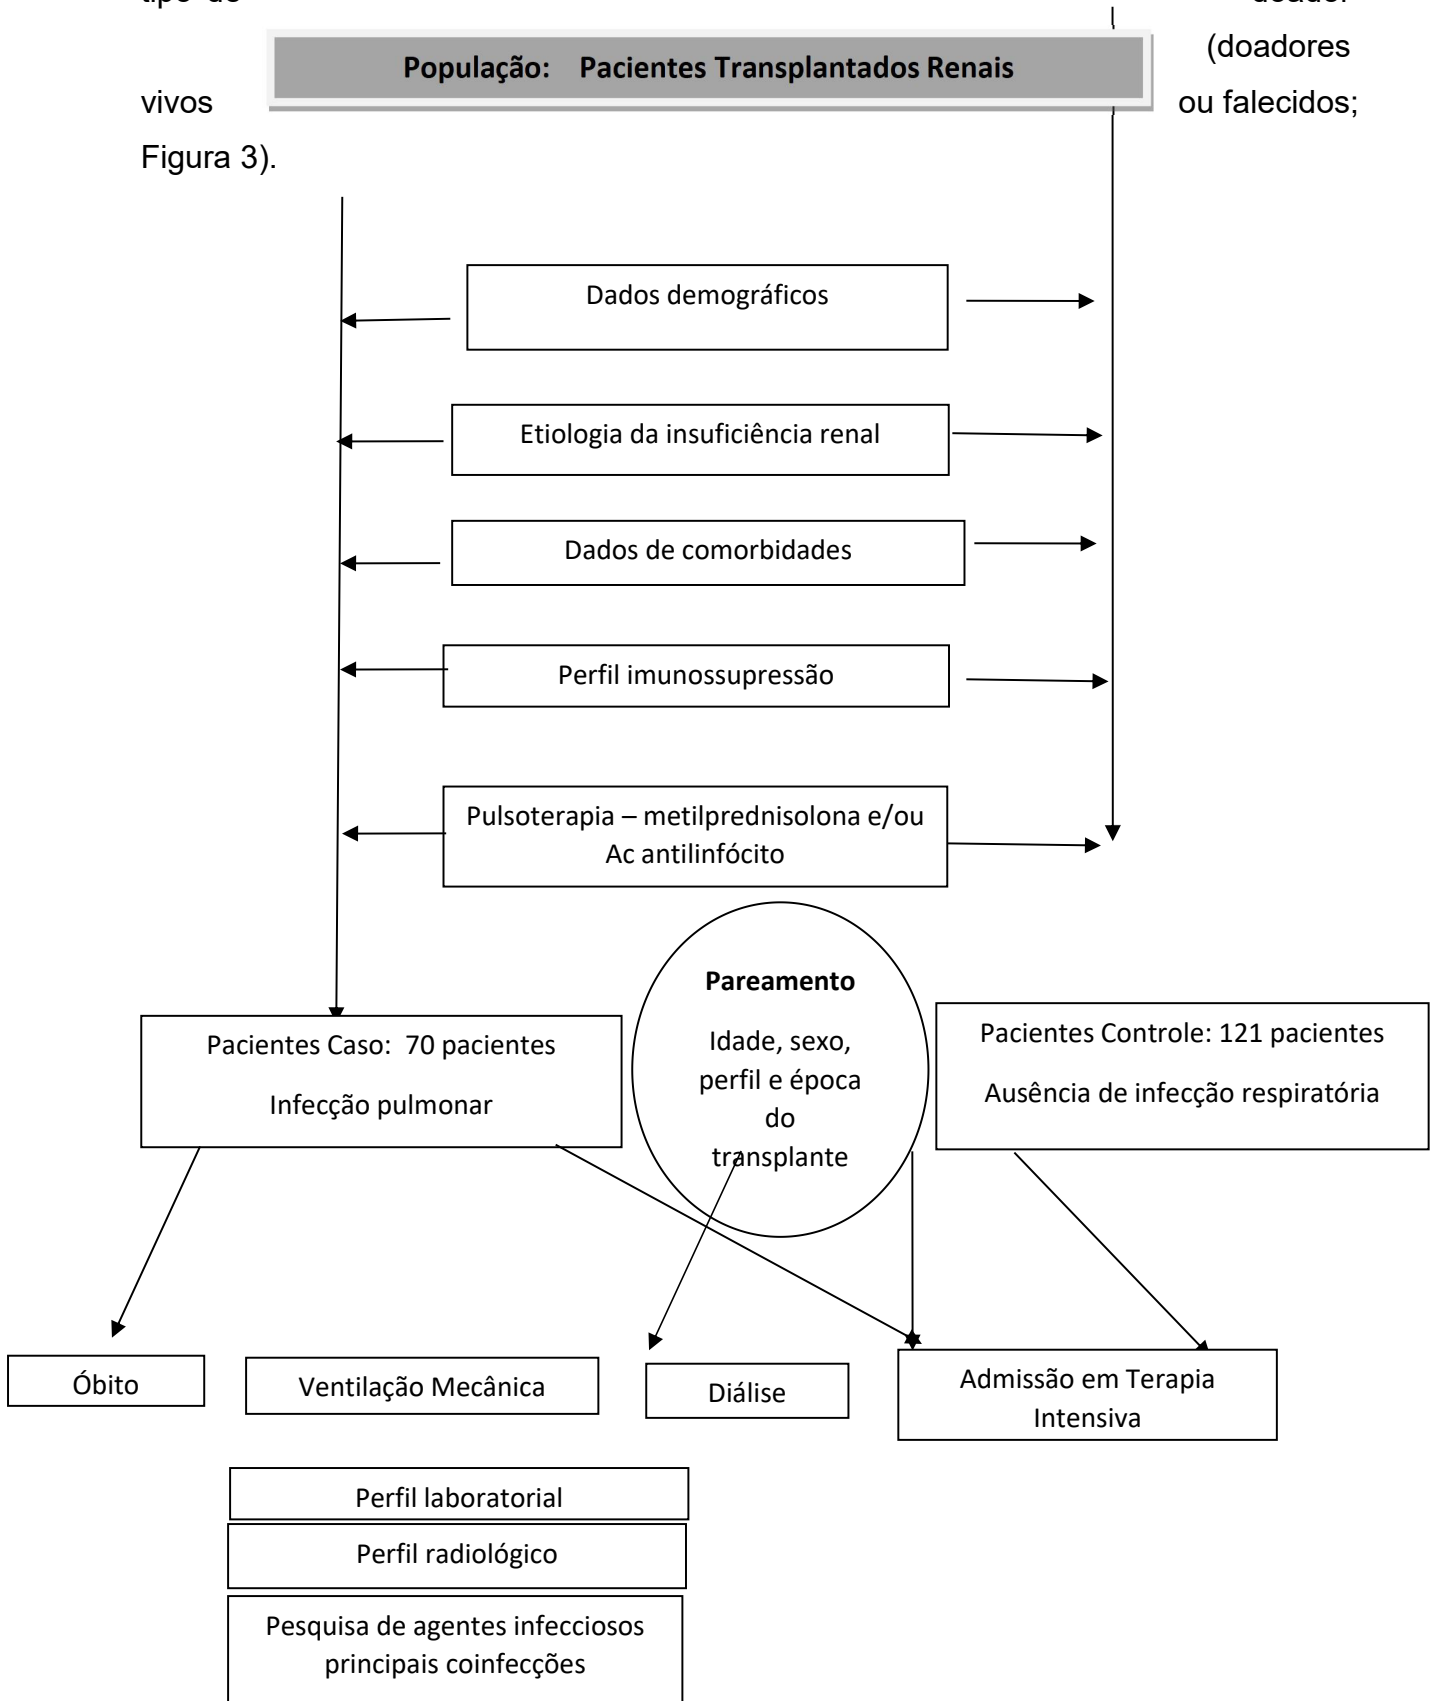 (doadores
População: Pacientes Transplantados Renais
vivos ou falecidos;
Figura 3).
Dados demográficos
Etiologia da insuficiência renal
Dados de comorbidades
Perfil imunossupressão
Pulsoterapia – metilprednisolona e/ou
Ac antilinfócito
Pareamento
Idade, sexo,
perfil e época
do
transplante
Pacientes Caso: 70 pacientes
Infecção pulmonar
Pacientes Controle: 121 pacientes
Ausência de infecção respiratória
Óbito
Ventilação Mecânica
Diálise
Admissão em Terapia
Intensiva
Perfil laboratorial
Perfil radiológico
Pesquisa de agentes infecciosos
principais coinfecções